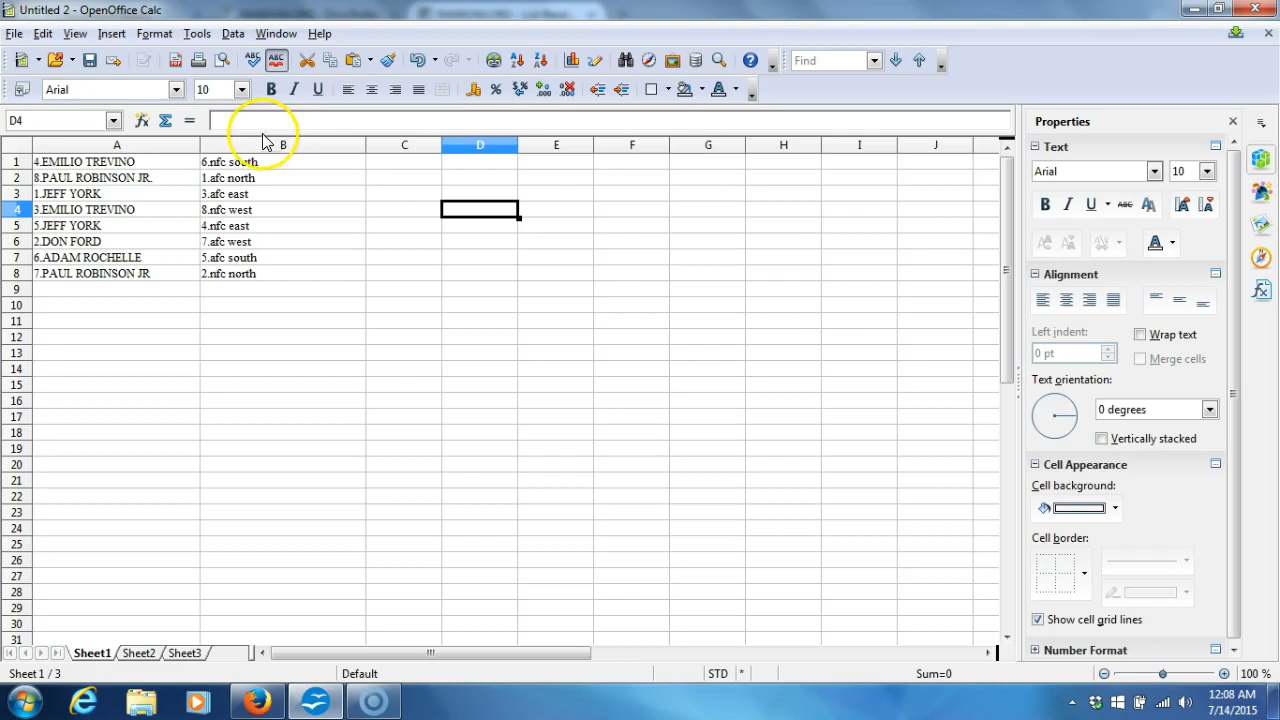 Untitled 2 - OpenOffice Calc
File Edit View Insert Format Tools Data Window Help
Find
Arial 10
D4
A B C D E F G H I J
1 4.EMILIO TREVINO 6.nfc south
2 8.PAUL ROBINSON JR. 1.afc north
3 1.JEFF YORK 3.afc east
4 3.EMILIO TREVINO 8.nfc west
5 5.JEFF YORK 4.nfc east
6 2.DON FORD 7.afc west
7 6.ADAM ROCHELLE 5.afc south
8 7.PAUL ROBINSON JR 2.nfc north
9
10
11
12
13
14
15
16
17
18
19
20
21
22
23
24
25
26
27
28
29
30
31
Sheet1 Sheet2 Sheet3
Sheet 1 / 3 Default STD * Sum=0 100 %
Properties
Text
Arial 10
Alignment
Left indent:
0 pt
Wrap text
Merge cells
Text orientation:
0 degrees
Vertically stacked
Cell Appearance
Cell background:
Cell border:
Show cell grid lines
Number Format
12:08 AM
7/14/2015